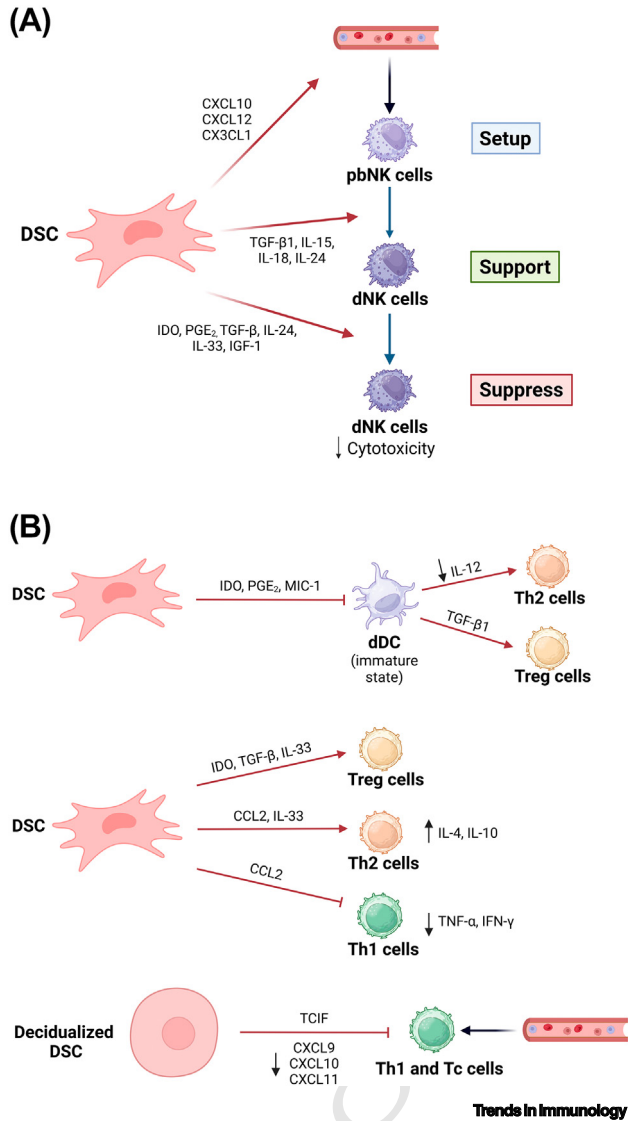 (A)
CXCL10
CXCL12
CX3CL1
Setup
pbNK cells
DSC
TGF-β1, IL-15,
IL-18, IL-24
Support
dNK cells
IDO, PGE₂, TGF-β, IL-24,
IL-33, IGF-1
Suppress
dNK cells
↓ Cytotoxicity
(B)
DSC
IDO, PGE₂, MIC-1
dDC
(immature
state)
↓ IL-12
Th2 cells
TGF-β1
Treg cells
DSC
IDO, TGF-β, IL-33
Treg cells
CCL2, IL-33
Th2 cells
↑ IL-4, IL-10
CCL2
Th1 cells
↓ TNF-α, IFN-γ
Decidualized
DSC
TCIF
↓ CXCL9
CXCL10
CXCL11
Th1 and Tc cells
Trends in Immunology